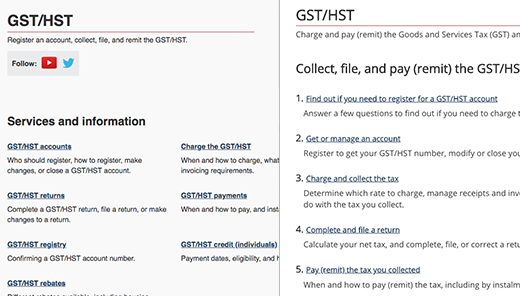 GST/HST
Register an account, collect, file, and remit the GST/HST.
Follow:
Services and information
GST/HST accounts
Who should register, how to register, make
changes, or close a GST/HST account.
Charge the GST/HST
When and how to charge, what
invoicing requirements.
GST/HST returns
Complete a GST/HST return, file a return, or make
changes to a return.
GST/HST payments
When and how to pay, and
GST/HST registry
Confirming a GST/HST account number.
GST/HST credit (individuals)
Payment dates, eligibility, and
GST/HST rebates
GST/HST
Charge and pay (remit) the Goods and Services Tax (GST) an
Collect, file, and pay (remit) the GST/HS
1. Find out if you need to register for a GST/HST account
Answer a few questions to find out if you need to charge
2. Get or manage an account
Register to get your GST/HST number, modify or close you
3. Charge and collect the tax
Determine which rate to charge, manage receipts and
do with the tax you collect.
4. Complete and file a return
Calculate your net tax, and complete, file, or correct a
5. Pay (remit) the tax you collected
When and how to pay (remit) the tax, including by instalm